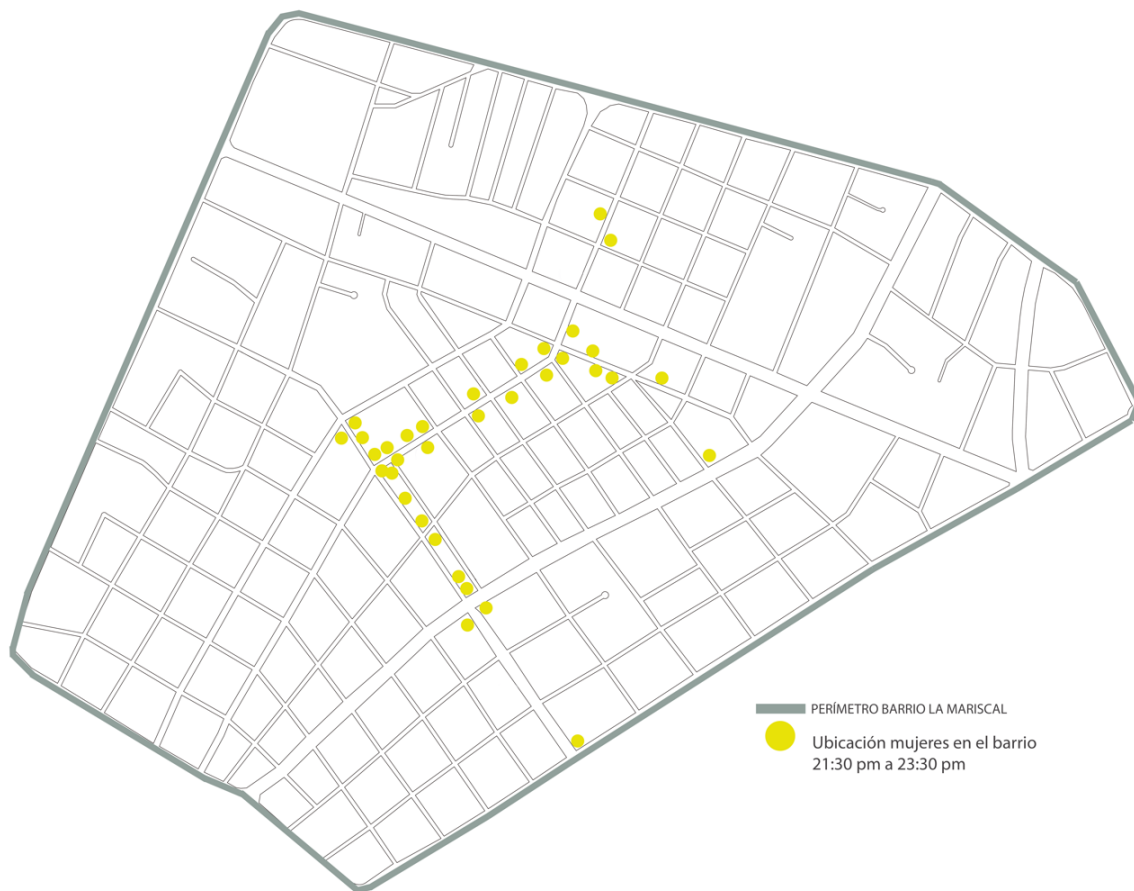 PERÍMETRO BARRIO LA MARISCAL
Ubicación mujeres en el barrio
21:30 pm a 23:30 pm